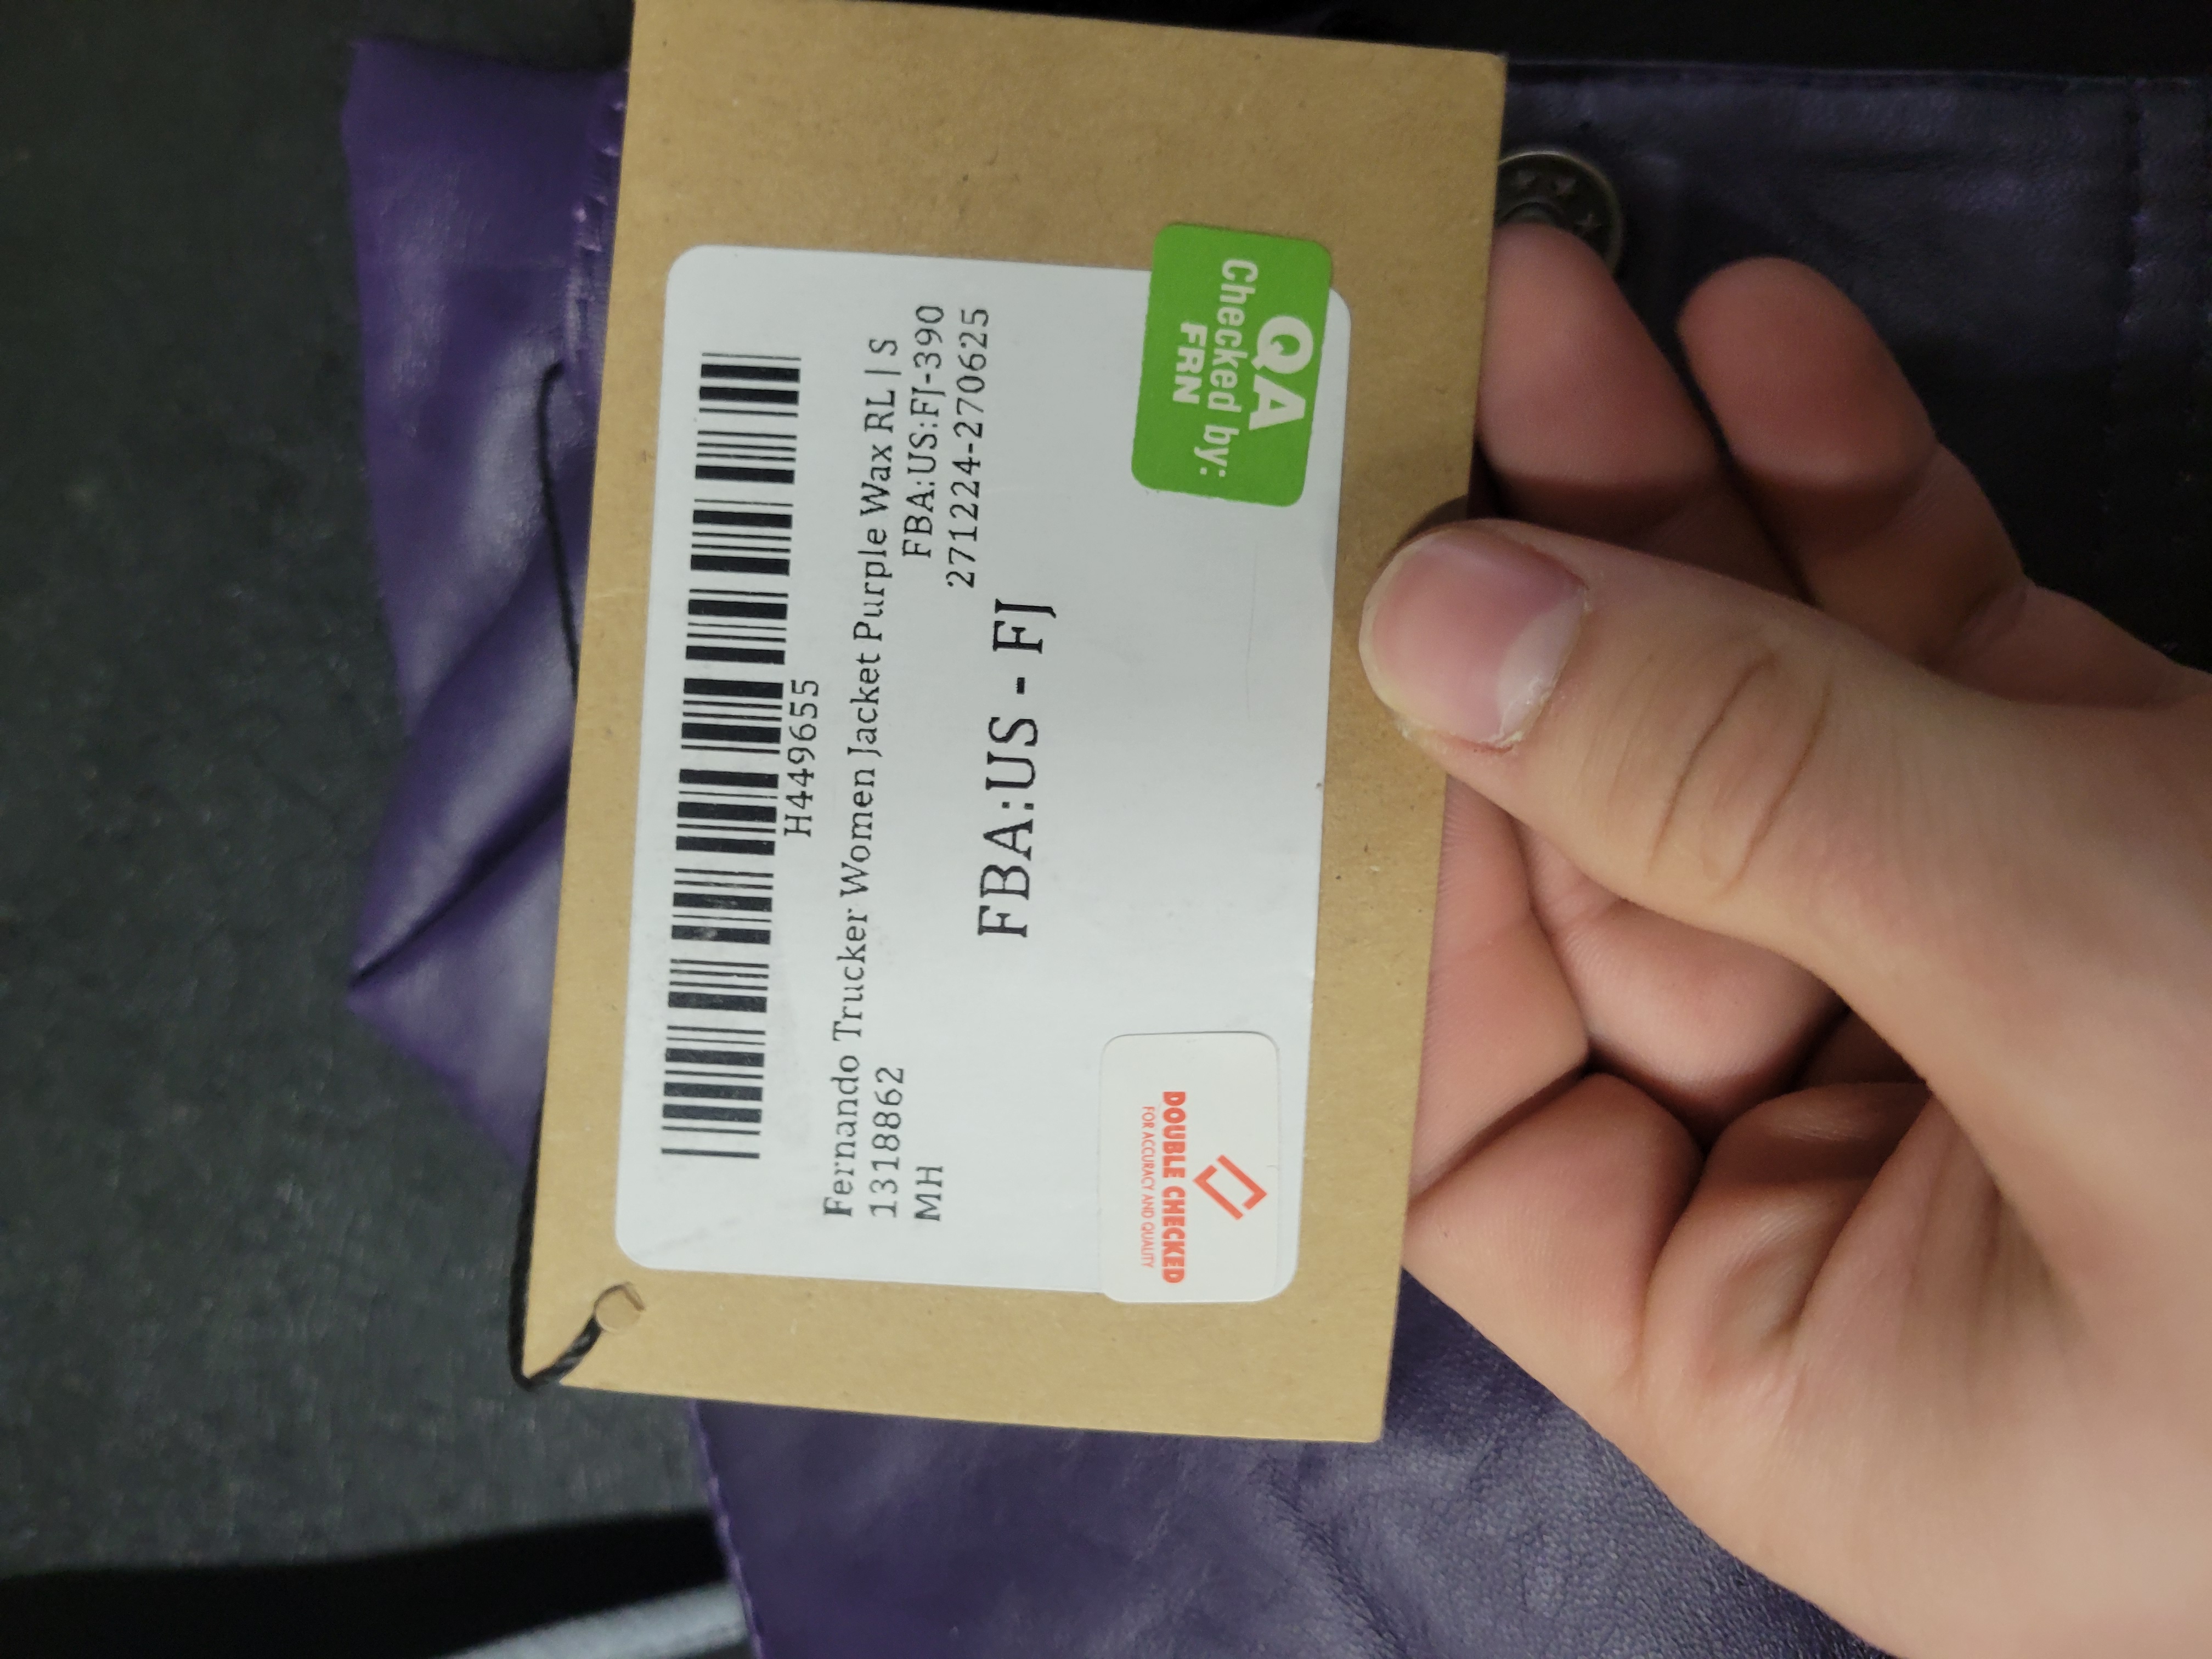 H449655
Fernando Trucker Women Jacket Purple Wax RL | S
1318862
FBA:US:FJ-390
MH
271224-270625
FBA:US - FJ
DOUBLE CHECKED
FOR ACCURACY AND QUALITY
QA
Checked by:
FRN